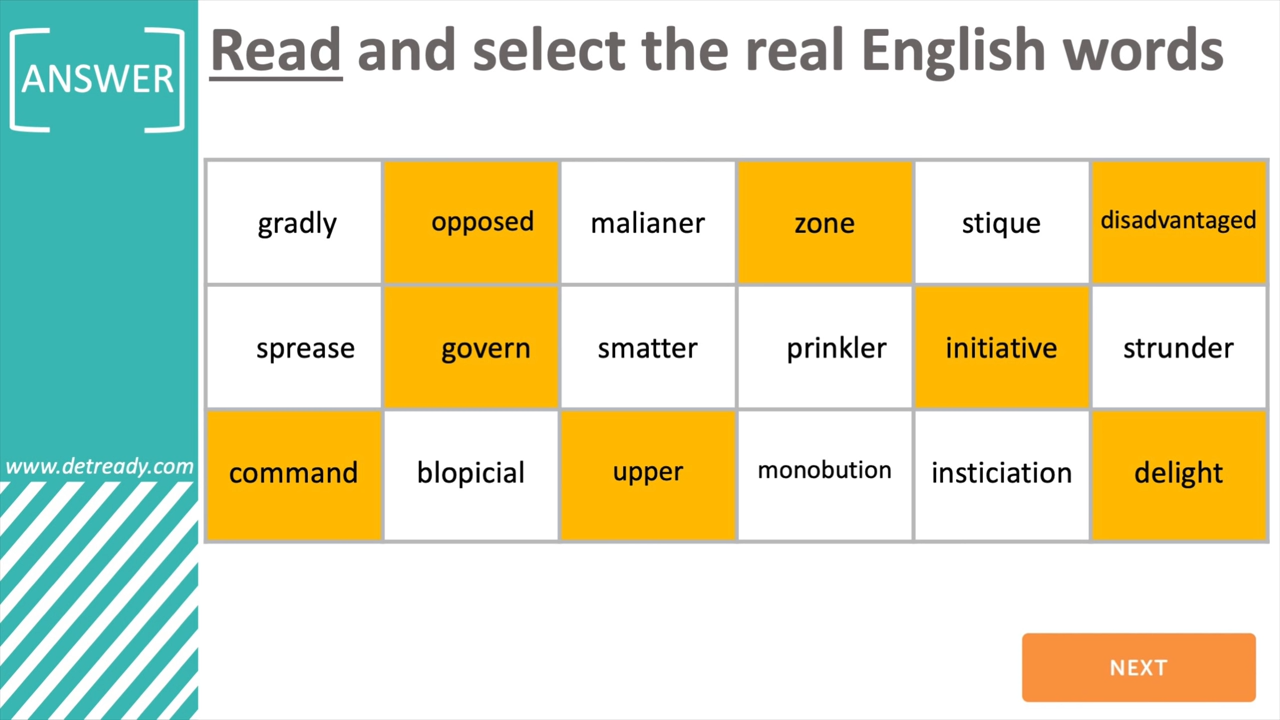 [ANSWER]
Read and select the real English words
gradly opposed malianer zone stique disadvantaged
sprease govern smatter prinkler initiative strunder
command blopicial upper monobution insticiation delight
www.detready.com
NEXT